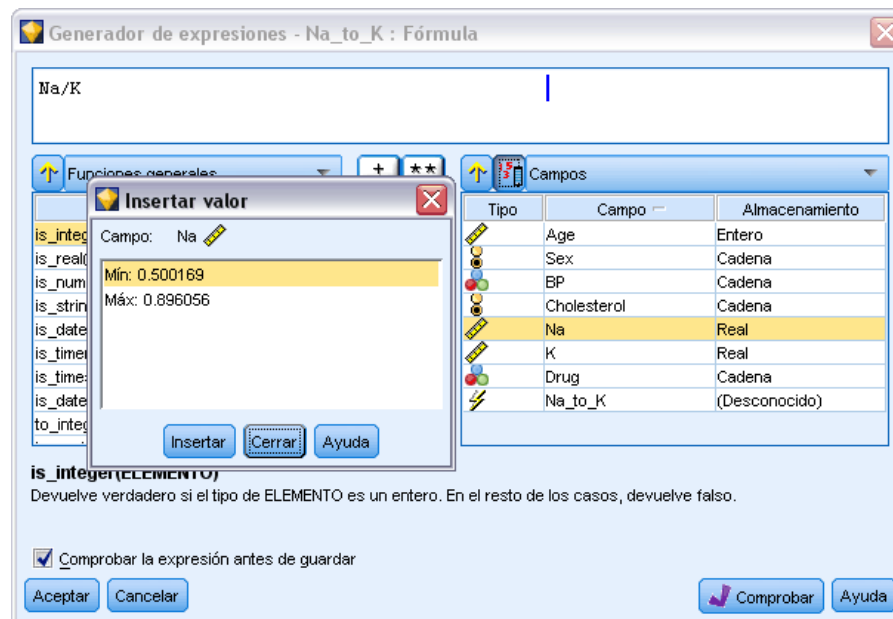 Generador de expresiones - Na_to_K : Fórmula
Na/K
Funciones generales
+
**
Campos
Insertar valor
Campo: Na
Mín: 0.500169
Máx: 0.896056
Insertar Cerrar Ayuda
is_integ
is_real(
is_num
is_strin
is_date
is_time
is_date
to_integ
Tipo Campo Almacenamiento
Age Entero
Sex Cadena
BP Cadena
Cholesterol Cadena
Na Real
K Real
Drug Cadena
Na_to_K (Desconocido)
is_integer(ELEMENTO)
Devuelve verdadero si el tipo de ELEMENTO es un entero. En el resto de los casos, devuelve falso.
Comprobar la expresión antes de guardar
Aceptar Cancelar Comprobar Ayuda